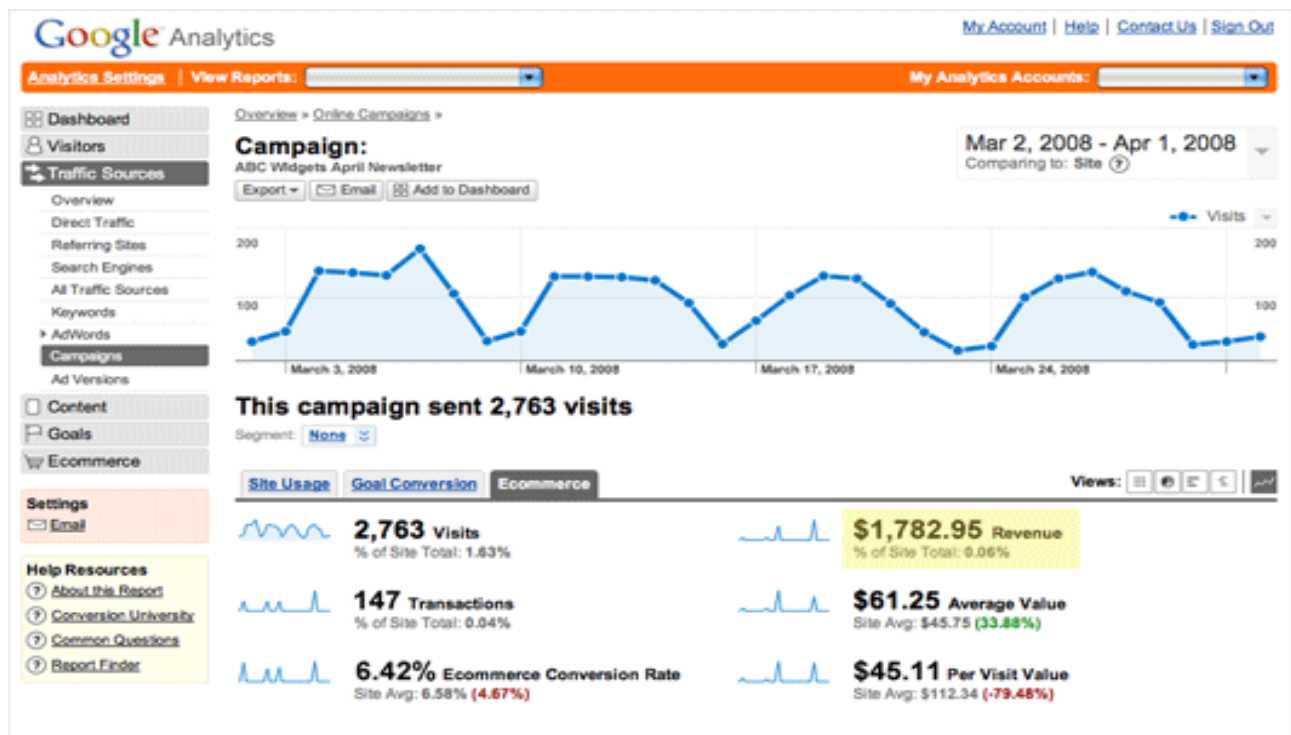 Google Analytics
My Account | Help | Contact Us | Sign Out
Analytics Settings | View Reports:
My Analytics Accounts:
Dashboard
Visitors
Traffic Sources
Overview
Direct Traffic
Referring Sites
Search Engines
All Traffic Sources
Keywords
AdWords
Campaigns
Ad Versions
Content
Goals
Ecommerce
Settings
Email
Help Resources
? About this Report
? Conversion University
? Common Questions
? Report Finder
Overview » Online Campaigns »
Campaign:
ABC Widgets April Newsletter
Export Email Add to Dashboard
Mar 2, 2008 - Apr 1, 2008
Comparing to: Site ?
Visits
200 200
100 100
March 3, 2008 March 10, 2008 March 17, 2008 March 24, 2008
This campaign sent 2,763 visits
Segment: None
Site Usage Goal Conversion Ecommerce Views:
2,763 Visits
% of Site Total: 1.63%
$1,782.95 Revenue
% of Site Total: 0.06%
147 Transactions
% of Site Total: 0.04%
$61.25 Average Value
Site Avg: $45.75 (33.88%)
6.42% Ecommerce Conversion Rate
Site Avg: 6.58% (4.67%)
$45.11 Per Visit Value
Site Avg: $112.34 (-79.48%)